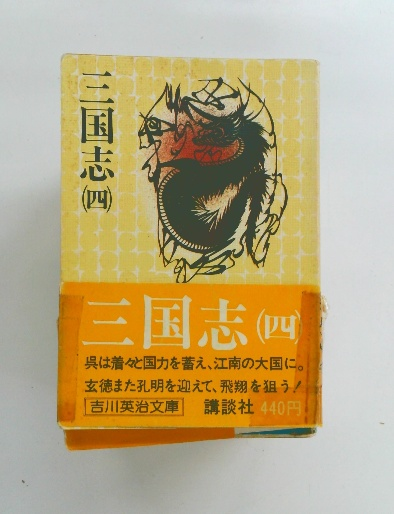 三国志
(四)
三国志(四)
呉は着々と国力を蓄え、江南の大国に。
玄徳また孔明を迎えて、飛翔を狙う!
吉川英治文庫 講談社 440円